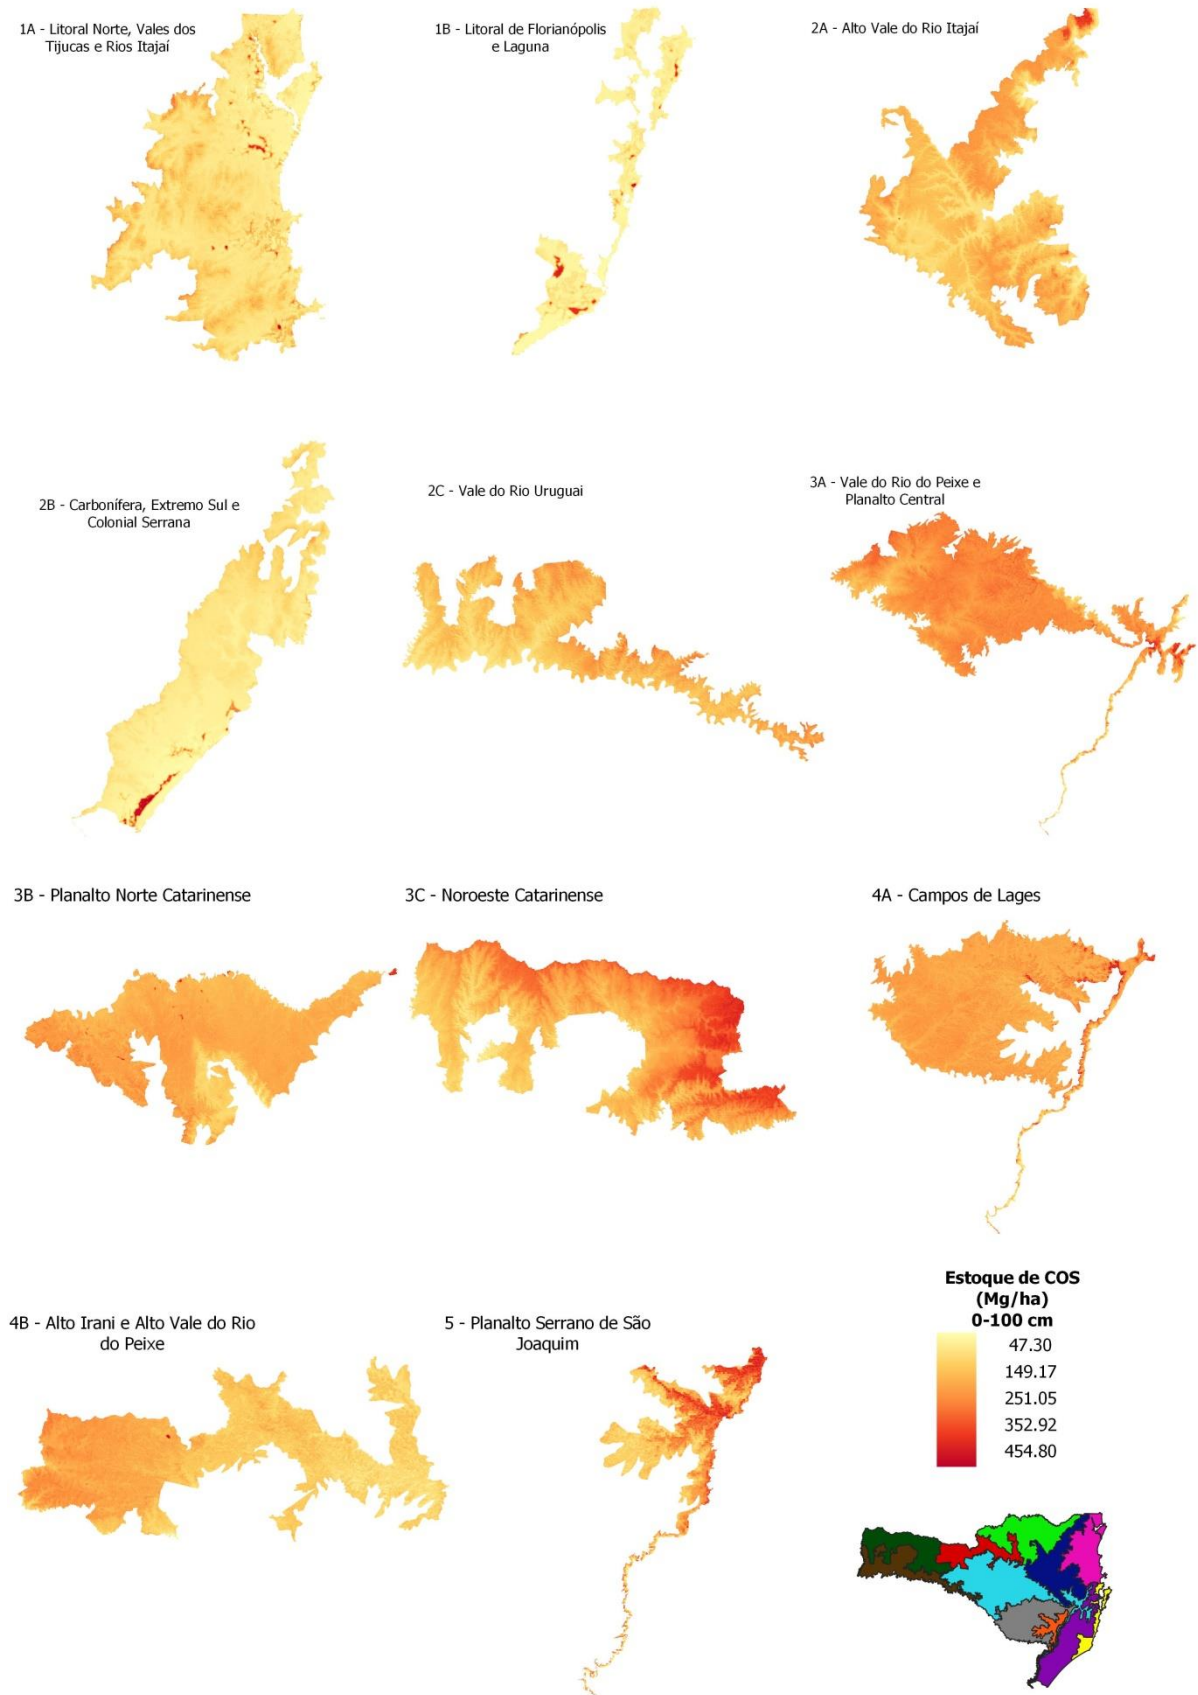 1A - Litoral Norte, Vales dos
Tijucas e Rios Itajaí
1B - Litoral de Florianópolis
e Laguna
2A - Alto Vale do Rio Itajaí
2B - Carbonífera, Extremo Sul e
Colonial Serrana
2C - Vale do Rio Uruguai
3A - Vale do Rio do Peixe e
Planalto Central
3B - Planalto Norte Catarinense
3C - Noroeste Catarinense
4A - Campos de Lages
4B - Alto Irani e Alto Vale do Rio
do Peixe
5 - Planalto Serrano de São
Joaquim
Estoque de COS
(Mg/ha)
0-100 cm
47.30
149.17
251.05
352.92
454.80